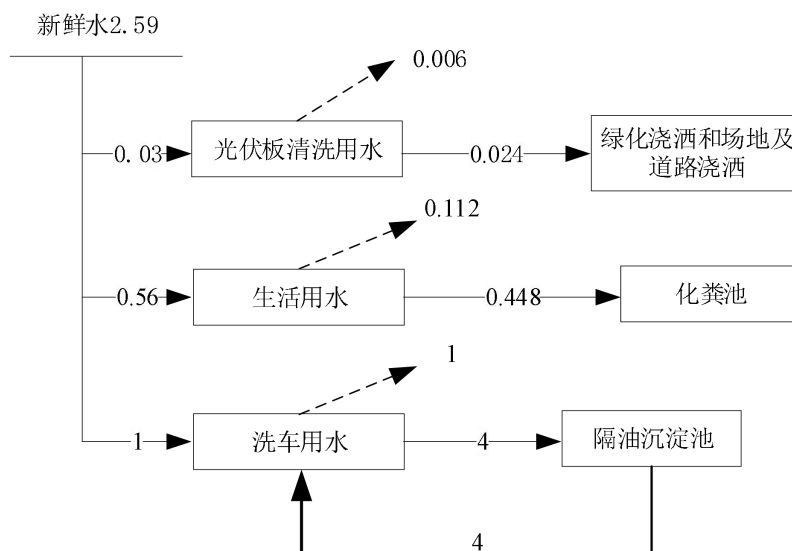 新鲜水2.59
0.006
0.03
光伏板清洗用水
0.024
绿化浇洒和场地及
道路浇洒
0.112
0.56
生活用水
0.448
化粪池
1
1
洗车用水
4
隔油沉淀池
4